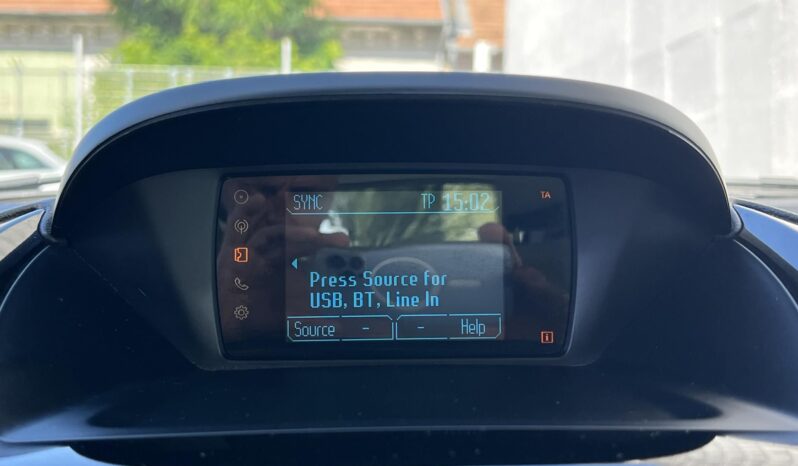 SYNC TP 15:02 TA
Press Source for
USB, BT, Line In
Source - - Help
i